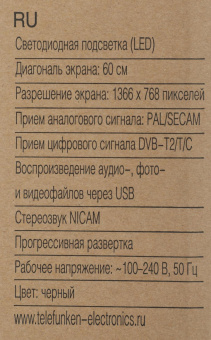 RU
Светодиодная подсветка (LED)
Диагональ экрана: 60 см
Разрешение экрана: 1366 x 768 пикселей
Прием аналогового сигнала: PAL/SECAM
Прием цифрового сигнала DVB-T2/T/C
Воспроизведение аудио-, фото-
и видеофайлов через USB
Стереозвук NICAM
Прогрессивная развертка
Рабочее напряжение: ~100-240 В, 50 Гц
Цвет: черный
www.telefunken-electronics.ru